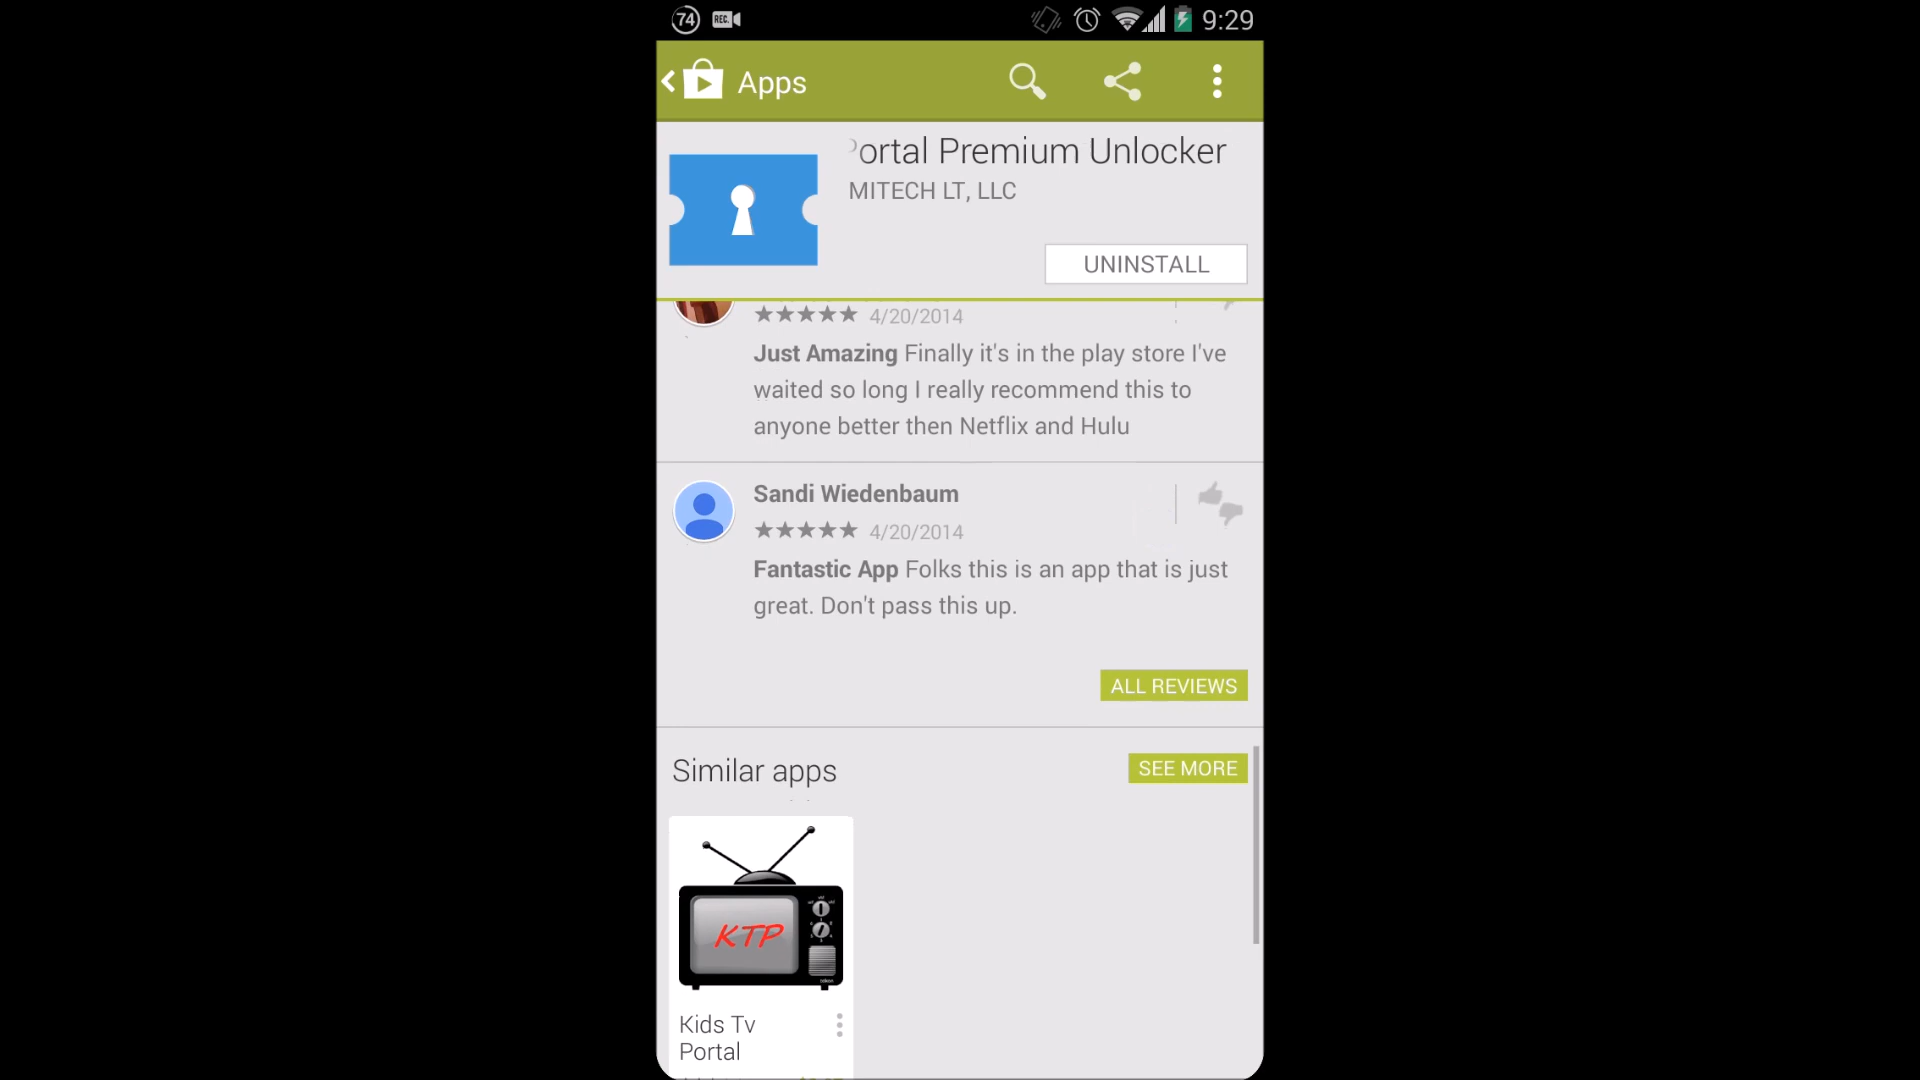 74 REC 9:29
Apps
Portal Premium Unlocker
MITECH LT, LLC
UNINSTALL
4/20/2014
Just Amazing Finally it's in the play store I've
waited so long I really recommend this to
anyone better then Netflix and Hulu
Sandi Wiedenbaum
4/20/2014
Fantastic App Folks this is an app that is just
great. Don't pass this up.
ALL REVIEWS
Similar apps
SEE MORE
KTP
Kids Tv
Portal